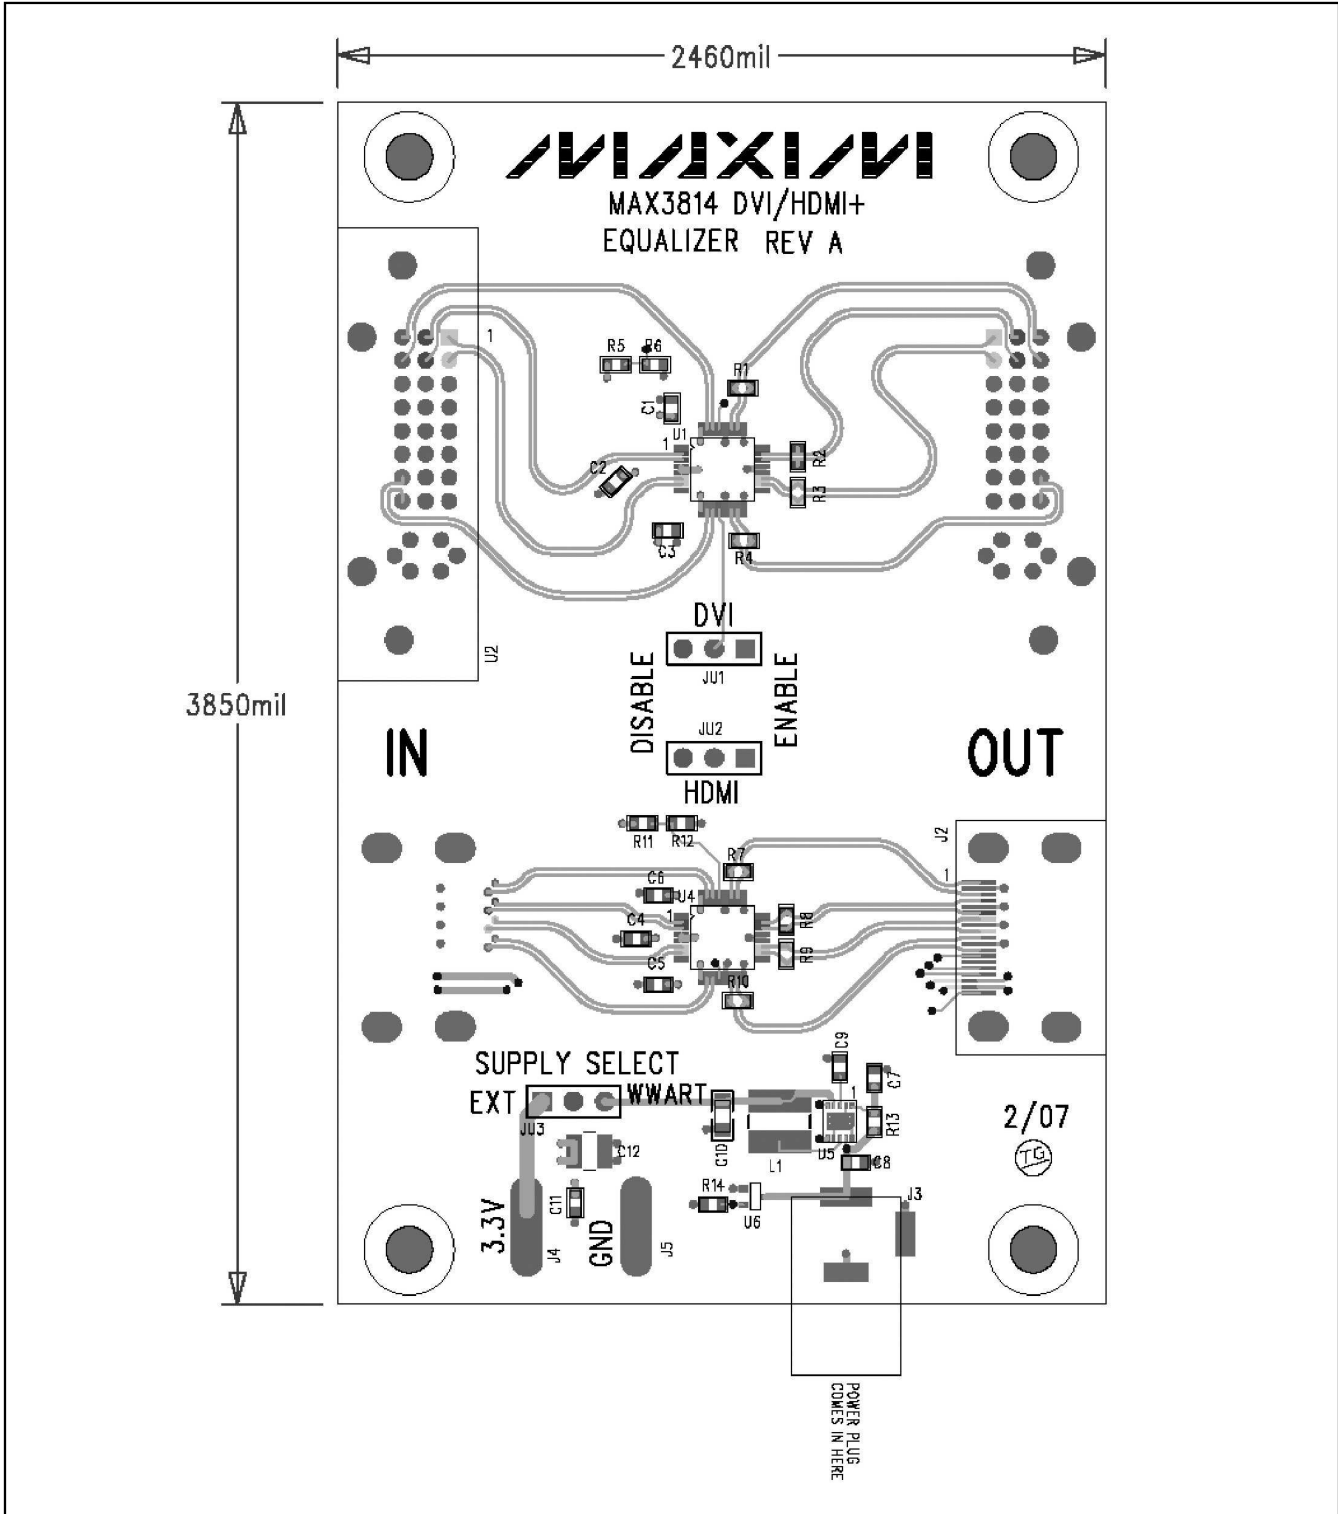 2460mil
MAXIM
MAX3814 DVI/HDMI+
EQUALIZER REV A
1
R5
R6
R1
C1
U1
1
R2
C2
R3
C3
R4
3850mil
U2
DVI
JU1
DISABLE
ENABLE
JU2
HDMI
IN
OUT
R11
R12
R7
J2
1
C6
U4
1
R8
C4
R9
C5
R10
SUPPLY SELECT
EXT
WWART
JU3
C9
C7
1
R13
C10
L1
U5
C8
C12
2/07
TG
R14
U6
J3
C11
3.3V
J4
GND
J5
POWER PLUG
COMES IN HERE